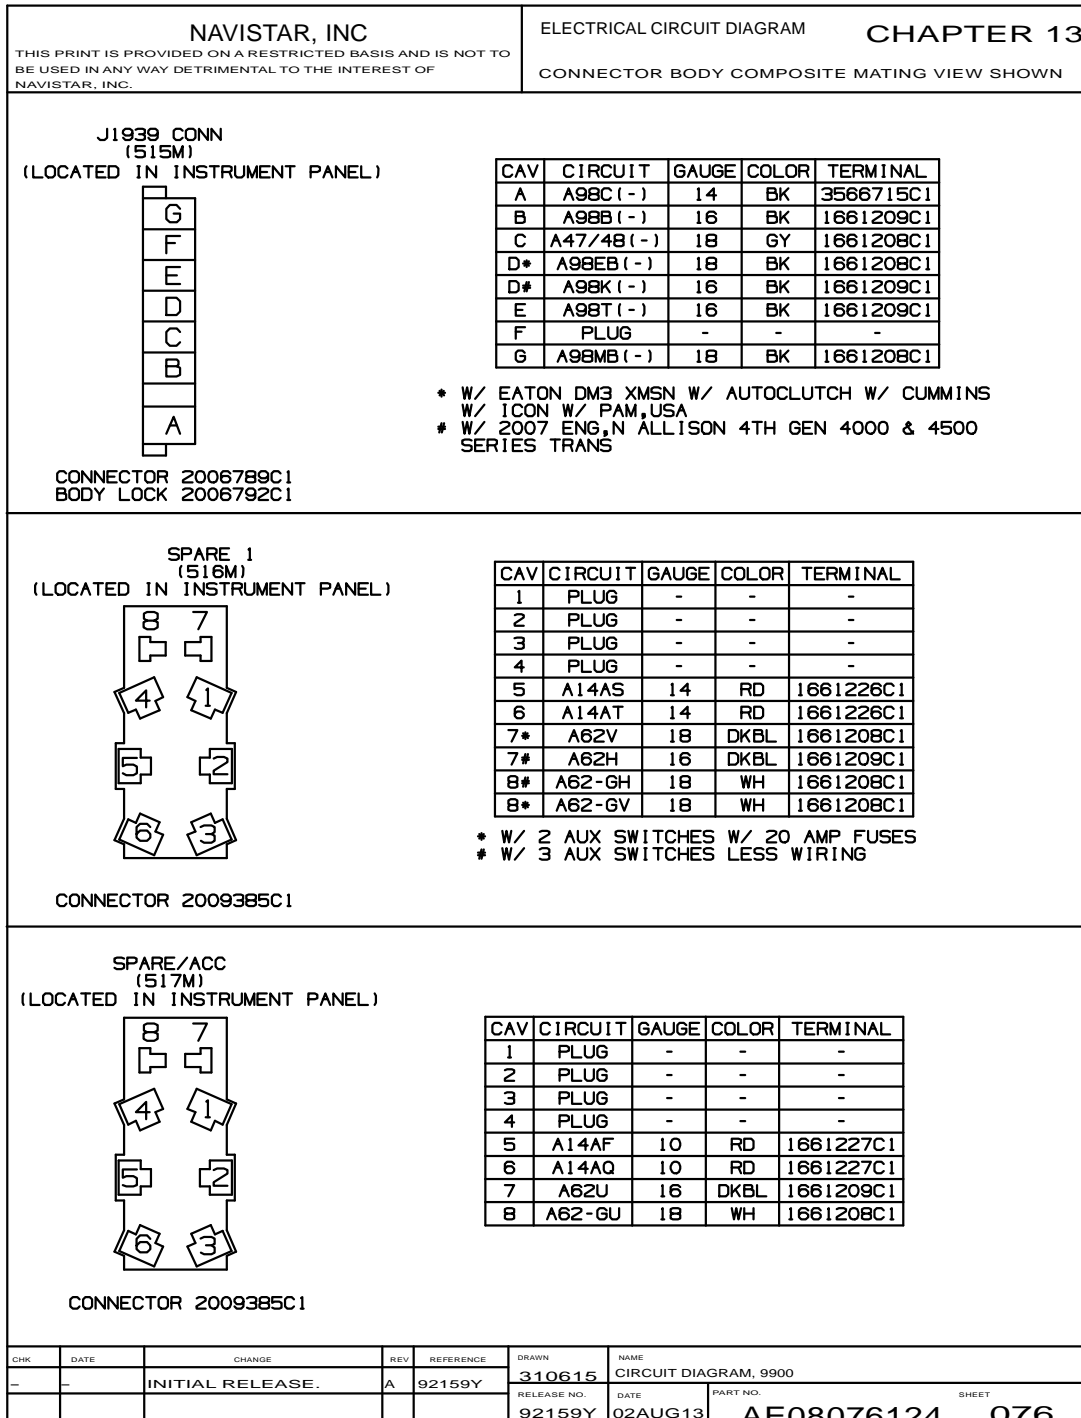 NAVISTAR, INC
THIS PRINT IS PROVIDED ON A RESTRICTED BASIS AND IS NOT TO
BE USED IN ANY WAY DETRIMENTAL TO THE INTEREST OF
NAVISTAR, INC.
ELECTRICAL CIRCUIT DIAGRAM CHAPTER 13
CONNECTOR BODY COMPOSITE MATING VIEW SHOWN
J1939 CONN
(515M)
(LOCATED IN INSTRUMENT PANEL)
G
F
E
D
C
B
A
CONNECTOR 2006789C1
BODY LOCK 2006792C1
CAV CIRCUIT GAUGE COLOR TERMINAL
A A98C(-) 14 BK 3566715C1
B A98B(-) 16 BK 1661209C1
C A47/48(-) 18 GY 1661208C1
D* A98EB(-) 18 BK 1661208C1
D# A98K(-) 16 BK 1661209C1
E A98T(-) 16 BK 1661209C1
F PLUG - - -
G A98MB(-) 18 BK 1661208C1
* W/ EATON DM3 XMSN W/ AUTOCLUTCH W/ CUMMINS
W/ ICON W/ PAM,USA
# W/ 2007 ENG,N ALLISON 4TH GEN 4000 & 4500
SERIES TRANS
SPARE 1
(516M)
(LOCATED IN INSTRUMENT PANEL)
8 7
4 1
5 2
6 3
CONNECTOR 2009385C1
CAV CIRCUIT GAUGE COLOR TERMINAL
1 PLUG - - -
2 PLUG - - -
3 PLUG - - -
4 PLUG - - -
5 A14AS 14 RD 1661226C1
6 A14AT 14 RD 1661226C1
7* A62V 18 DKBL 1661208C1
7# A62H 16 DKBL 1661209C1
8# A62-GH 18 WH 1661208C1
8* A62-GV 18 WH 1661208C1
* W/ 2 AUX SWITCHES W/ 20 AMP FUSES
# W/ 3 AUX SWITCHES LESS WIRING
SPARE/ACC
(517M)
(LOCATED IN INSTRUMENT PANEL)
8 7
4 1
5 2
6 3
CONNECTOR 2009385C1
CAV CIRCUIT GAUGE COLOR TERMINAL
1 PLUG - - -
2 PLUG - - -
3 PLUG - - -
4 PLUG - - -
5 A14AF 10 RD 1661227C1
6 A14AQ 10 RD 1661227C1
7 A62U 16 DKBL 1661209C1
8 A62-GU 18 WH 1661208C1
CHK DATE CHANGE REV REFERENCE
- - INITIAL RELEASE. A 92159Y
DRAWN
310615
NAME
CIRCUIT DIAGRAM, 9900
RELEASE NO.
92159Y
DATE
02AUG13
PART NO.
AE08076124
SHEET
076